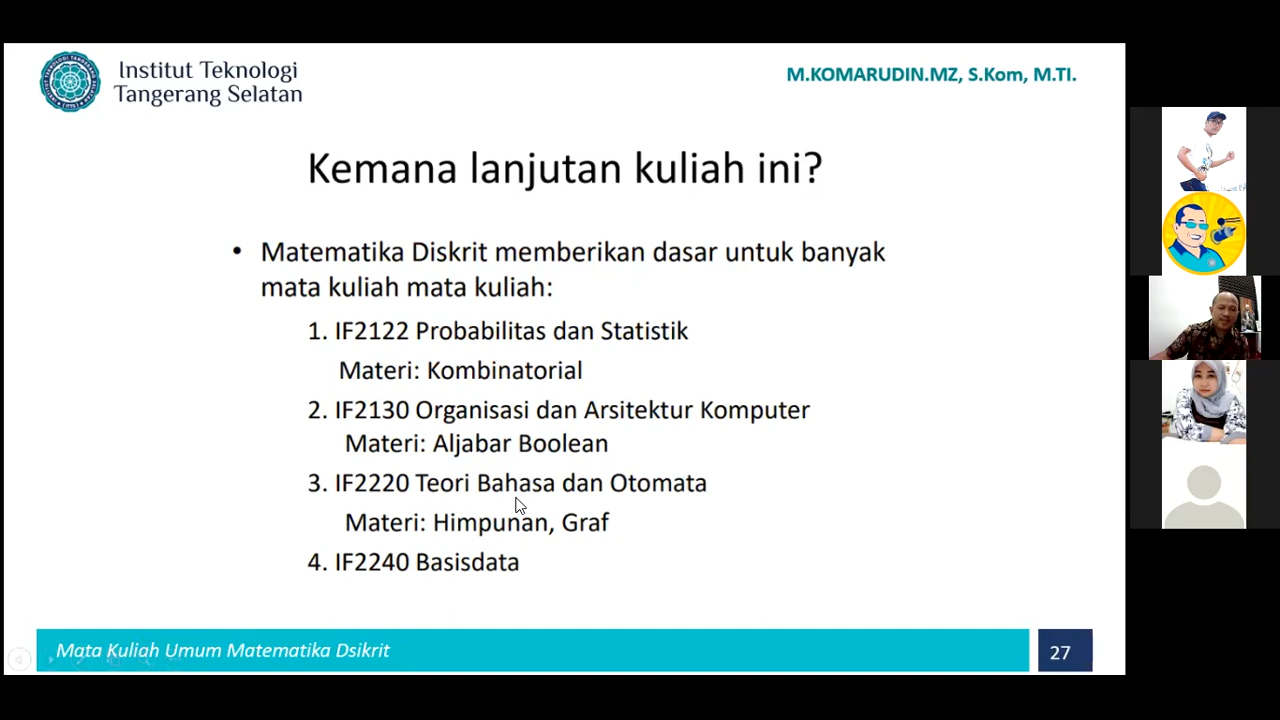 Institut Teknologi
Tangerang Selatan
M.KOMARUDIN.MZ, S.Kom, M.TI.
Kemana lanjutan kuliah ini?
• Matematika Diskrit memberikan dasar untuk banyak
mata kuliah mata kuliah:
1. IF2122 Probabilitas dan Statistik
Materi: Kombinatorial
2. IF2130 Organisasi dan Arsitektur Komputer
Materi: Aljabar Boolean
3. IF2220 Teori Bahasa dan Otomata
Materi: Himpunan, Graf
4. IF2240 Basisdata
Mata Kuliah Umum Matematika Dsikrit
27